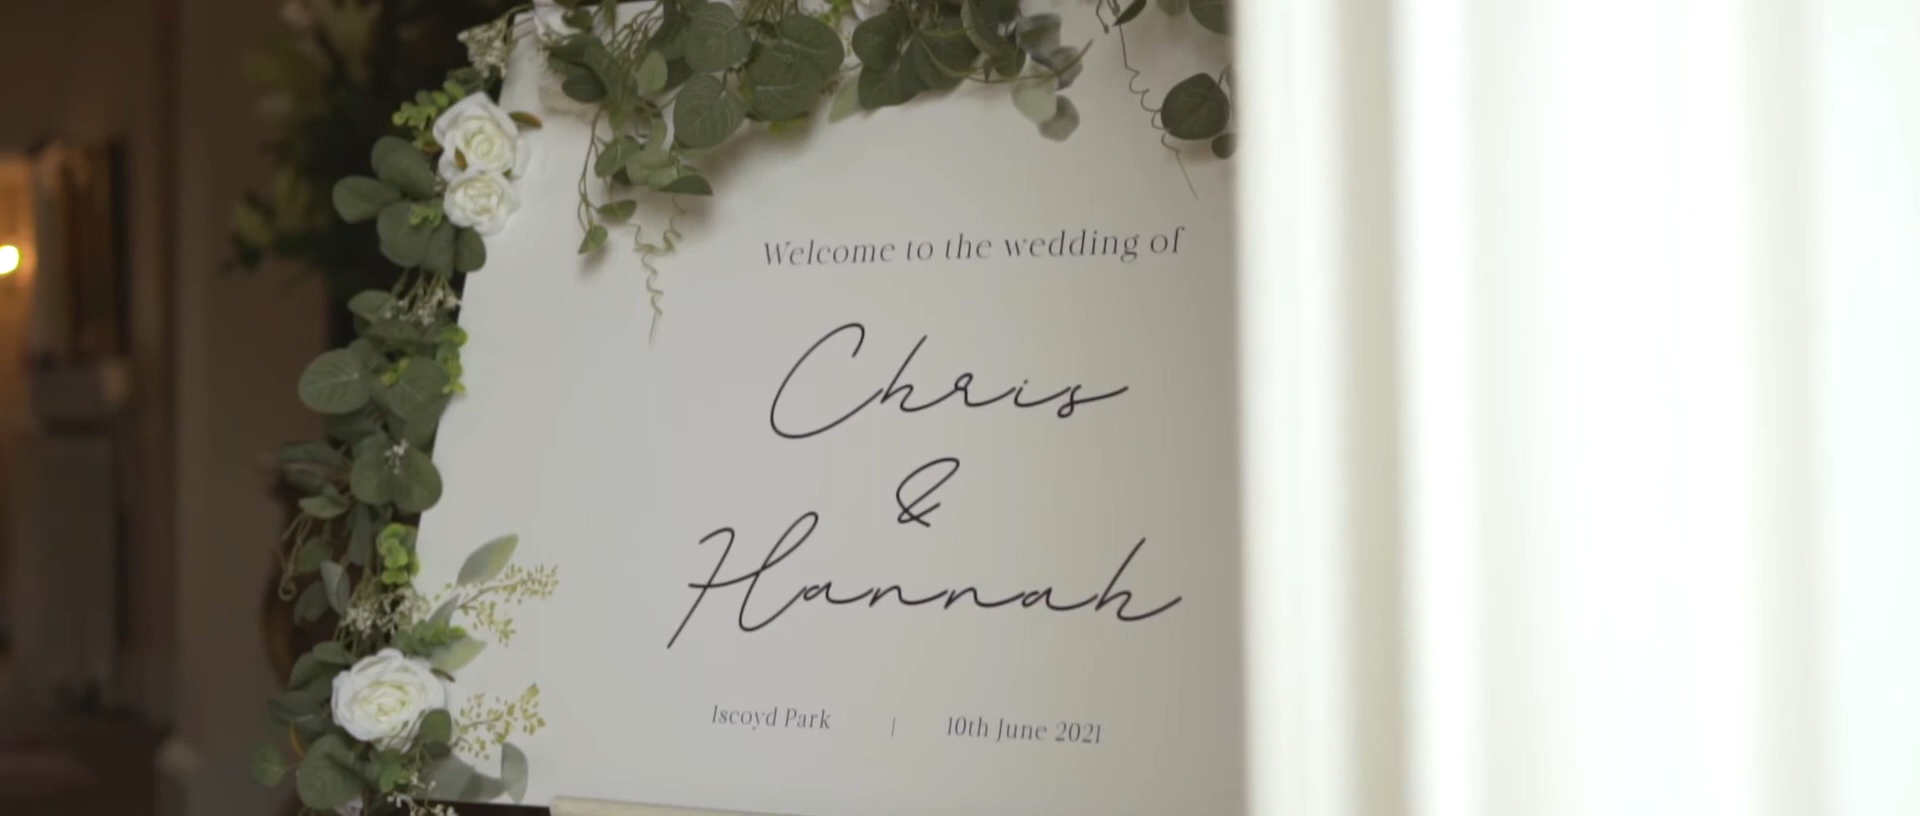 Welcome to the wedding of
Chris
&
Hannah
Iscoyd Park | 10th June 2021